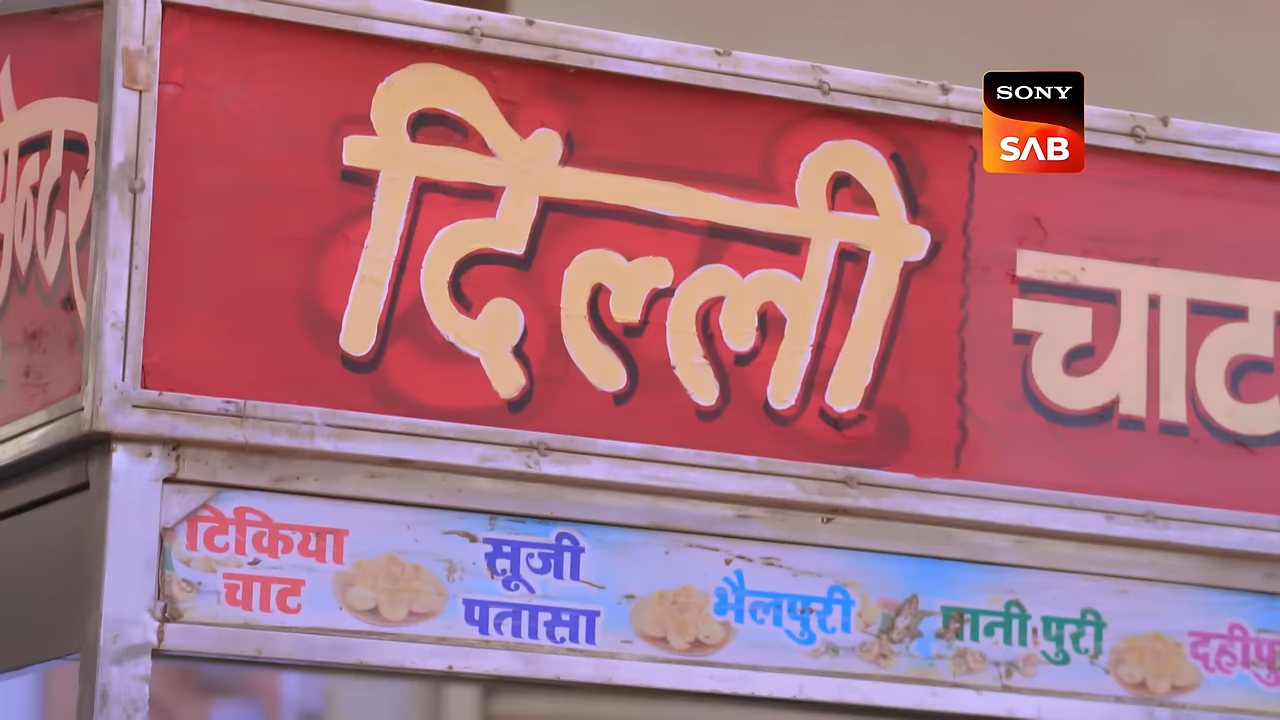 दिल्ली चाट
SONY
SAB
टिकिया
चाट
सूजी
पतासा
भैलपुरी
पानी पुरी